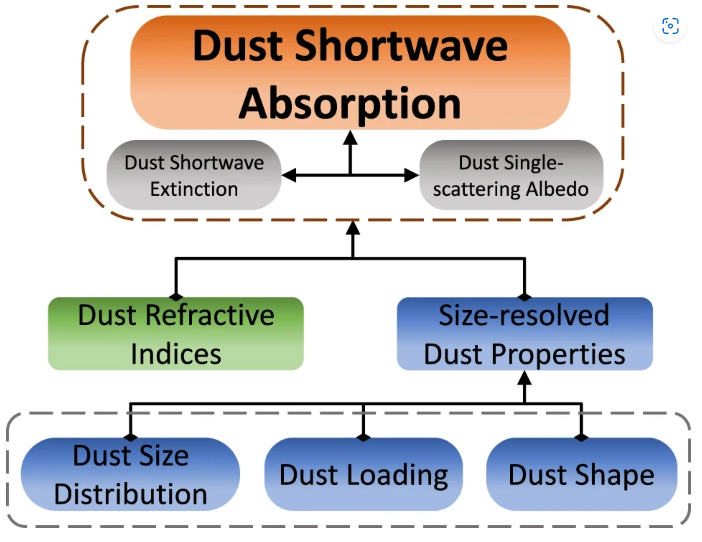 Dust Shortwave
Absorption
Dust Shortwave
Extinction
Dust Single-
scattering Albedo
Dust Refractive
Indices
Size-resolved
Dust Properties
Dust Size
Distribution
Dust Loading
Dust Shape